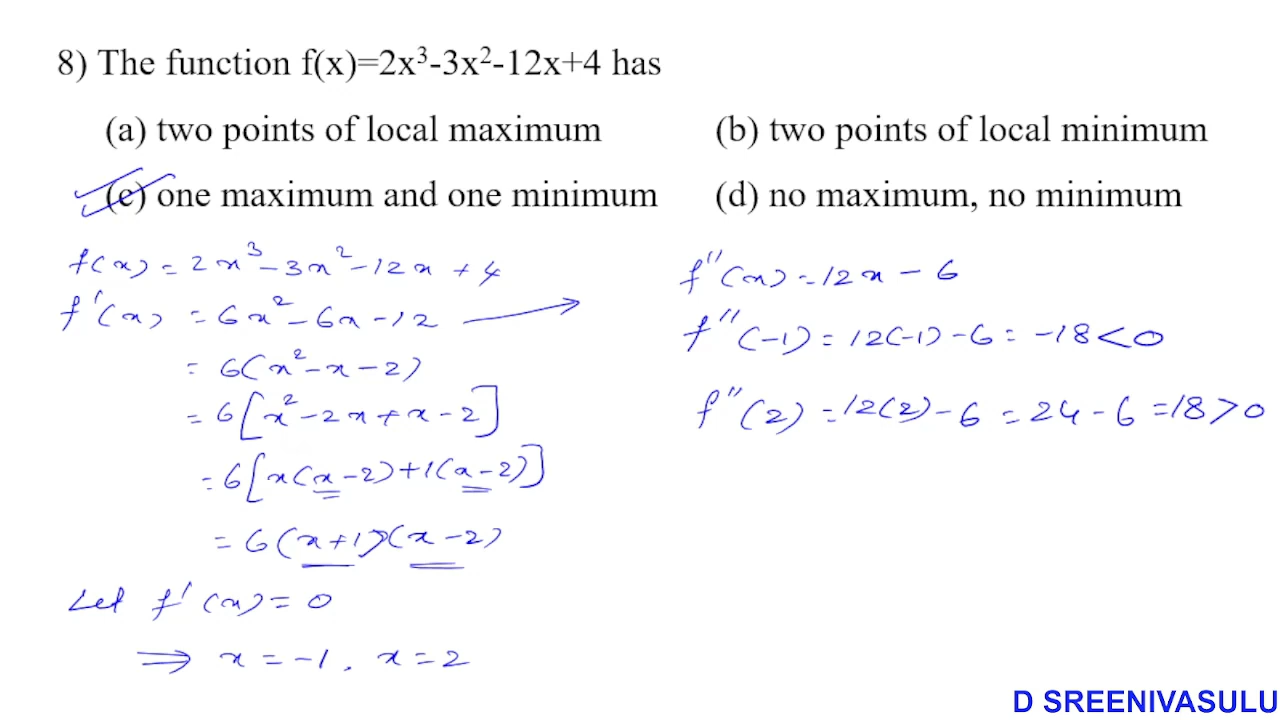 8) The function f(x)=2x³-3x²-12x+4 has
(a) two points of local maximum (b) two points of local minimum
(c) one maximum and one minimum (d) no maximum, no minimum
f(x) = 2x³ - 3x² - 12x + 4
f'(x) = 6x² - 6x - 12 →
= 6(x² - x - 2)
= 6[x² - 2x + x - 2]
= 6[x(x - 2) + 1(x - 2)]
= 6(x+1)(x - 2)
Let f'(x) = 0
⇒ x = -1, x = 2
f''(x) = 12x - 6
f''(-1) = 12(-1) - 6 = -18 < 0
f''(2) = 12(2) - 6 = 24 - 6 = 18 > 0
D SREENIVASULU